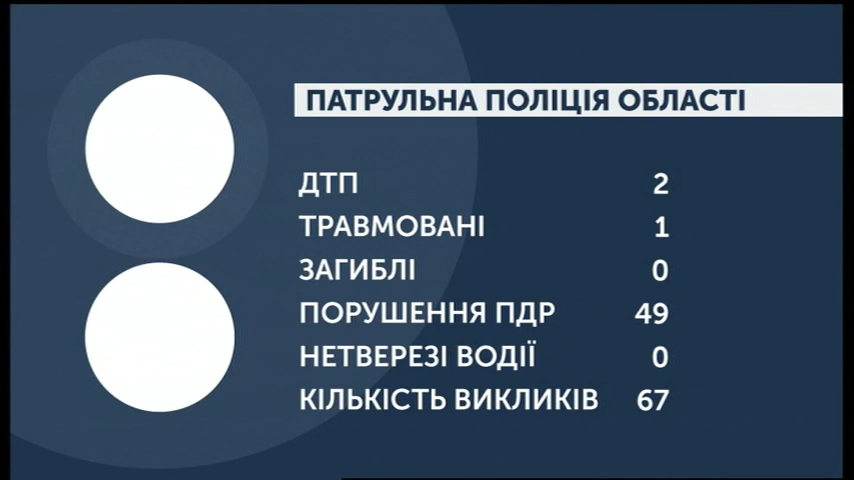 ПАТРУЛЬНА ПОЛІЦІЯ ОБЛАСТІ
ДТП 2
ТРАВМОВАНІ 1
ЗАГИБЛІ 0
ПОРУШЕННЯ ПДР 49
НЕТВЕРЕЗІ ВОДІЇ 0
КІЛЬКІСТЬ ВИКЛИКІВ 67